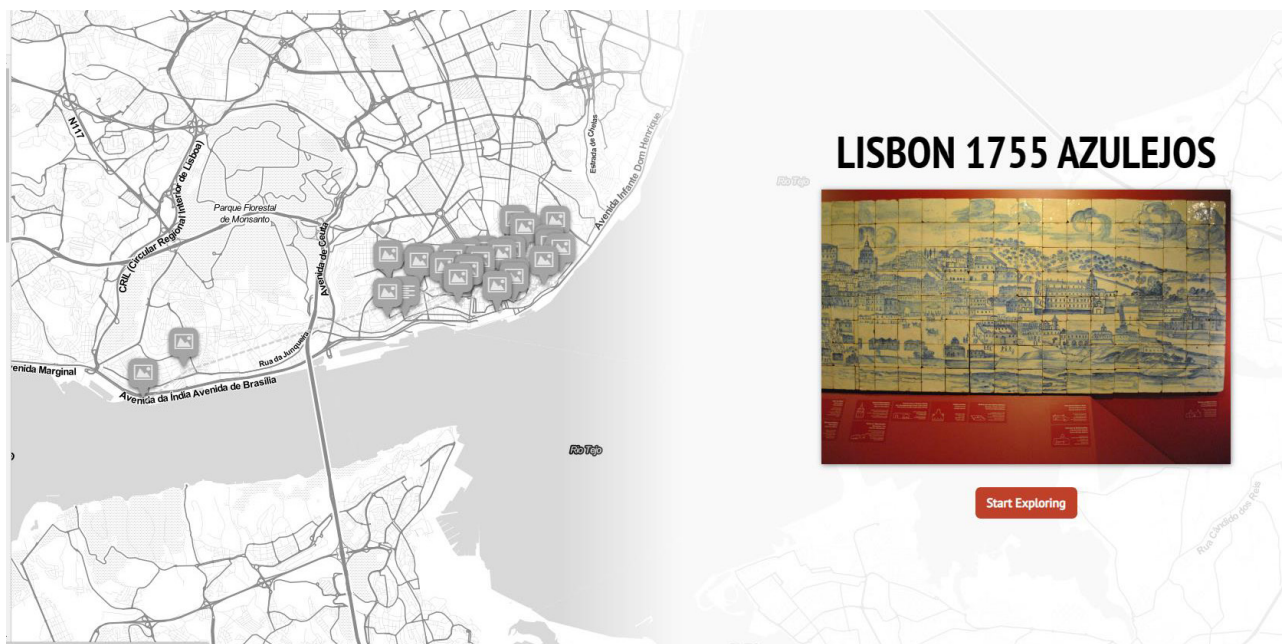 N117
CRIL (Circular Regional Interior de Lisboa)
Parque Florestal
de Monsanto
Avenida de Ceuta
Estrada de Chelas
Avenida Infante Dom Henrique
Rua da Junqueira
venida Marginal
Avenida da Índia Avenida de Brasília
Rio Tejo
Rio Tejo
LISBON 1755 AZULEJOS
Start Exploring
Rua Cândido dos Reis